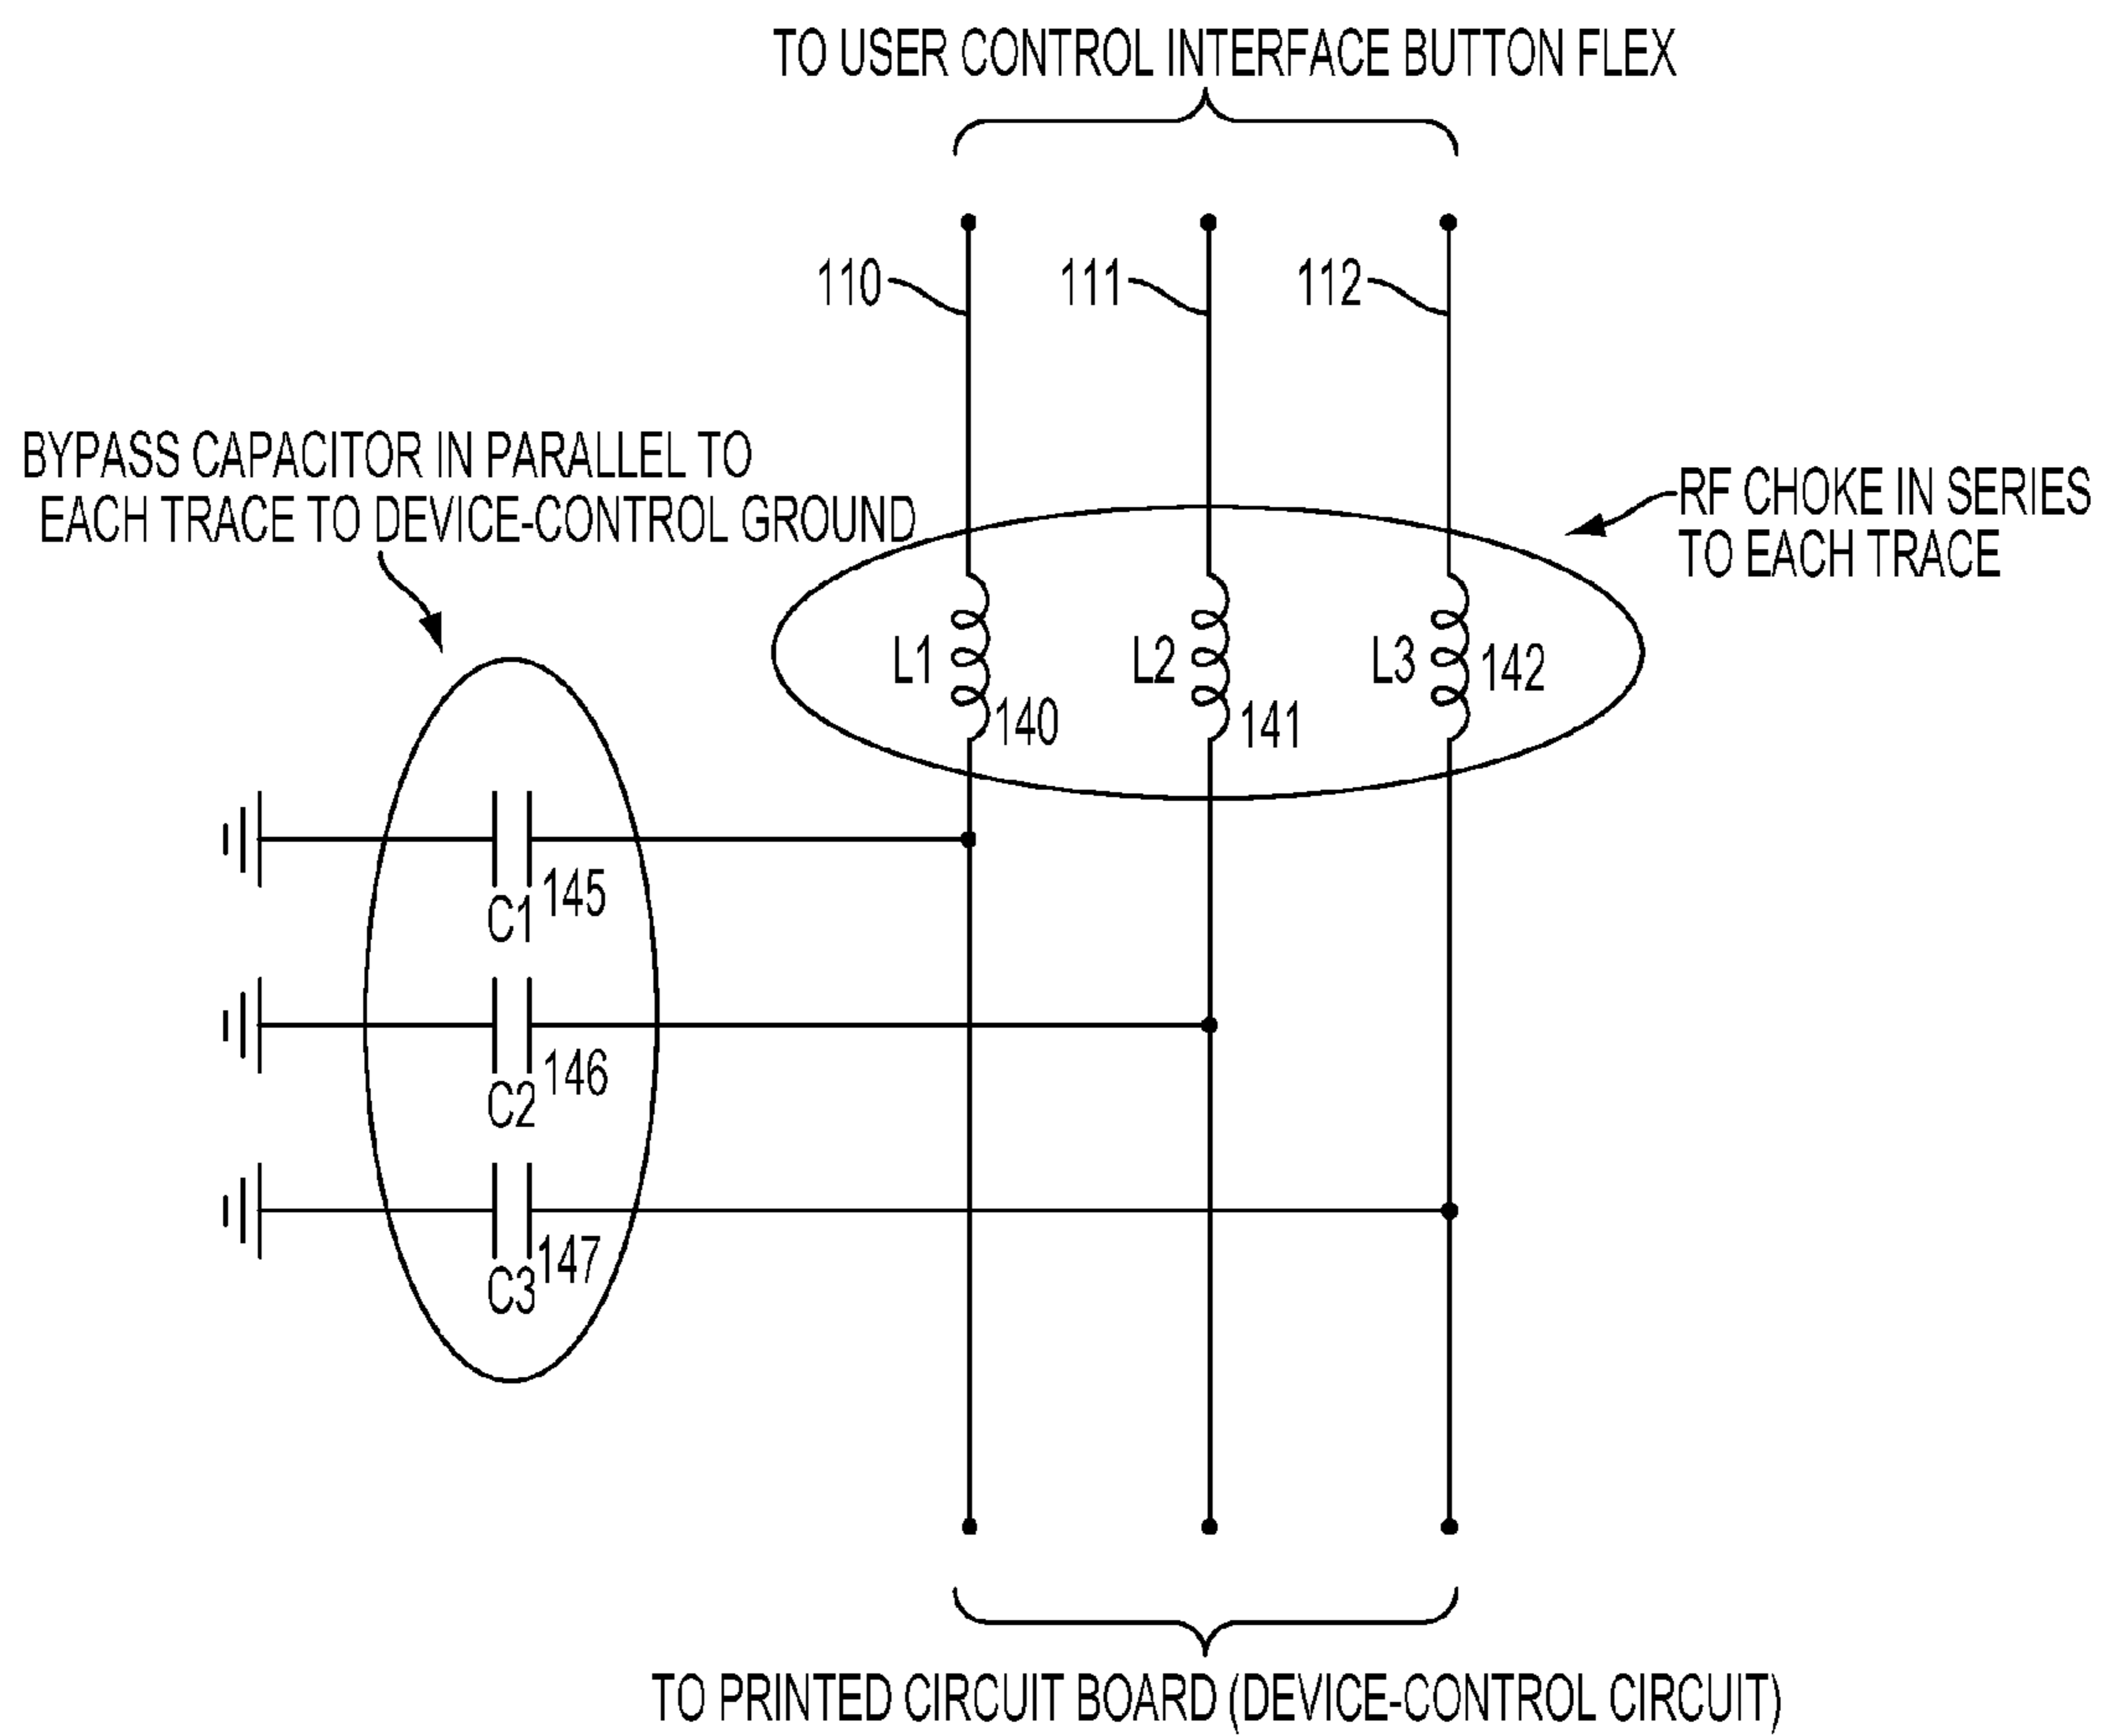 TO USER CONTROL INTERFACE BUTTON FLEX
110
111
112
BYPASS CAPACITOR IN PARALLEL TO
EACH TRACE TO DEVICE-CONTROL GROUND
RF CHOKE IN SERIES
TO EACH TRACE
L1
140
L2
141
L3
142
145
C1
146
C2
147
C3
TO PRINTED CIRCUIT BOARD (DEVICE-CONTROL CIRCUIT)